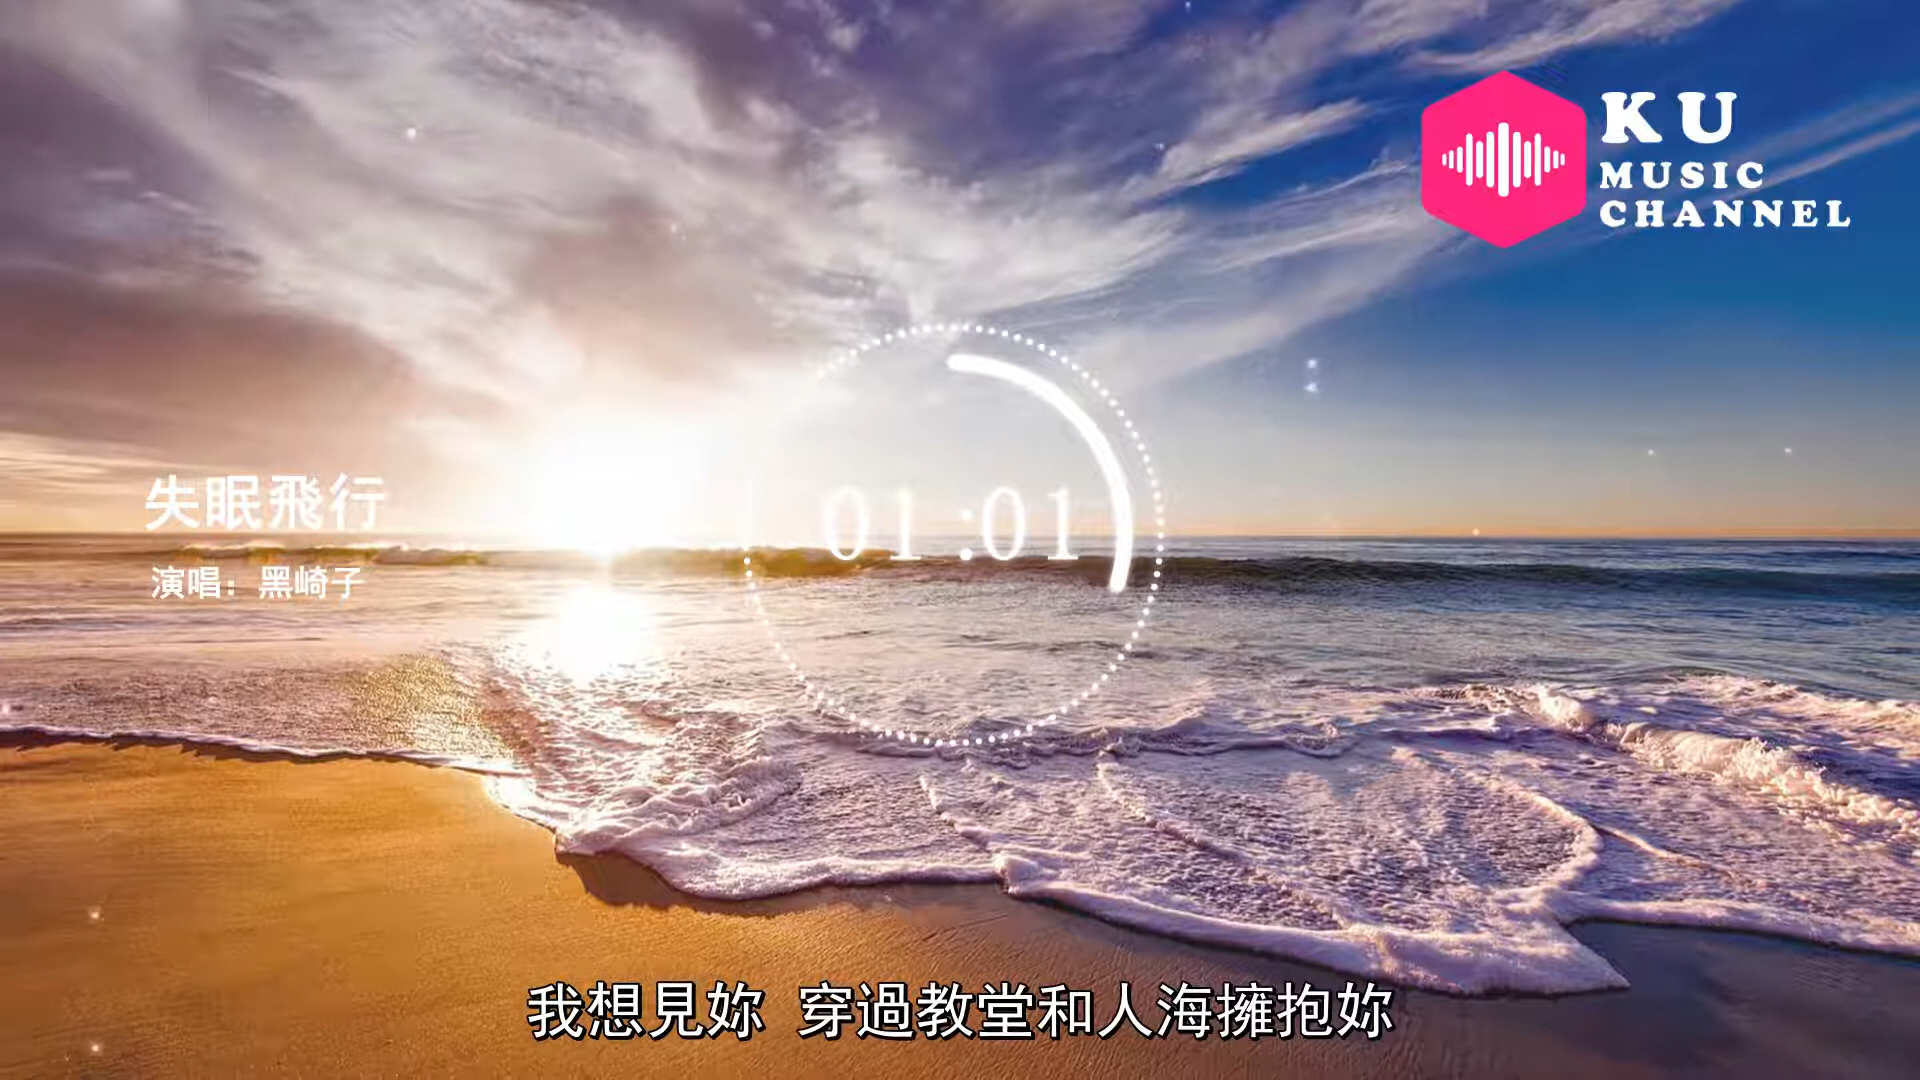 KU
MUSIC
CHANNEL
失眠飛行
演唱：黑崎子
01:01
我想見妳 穿過教堂和人海擁抱妳